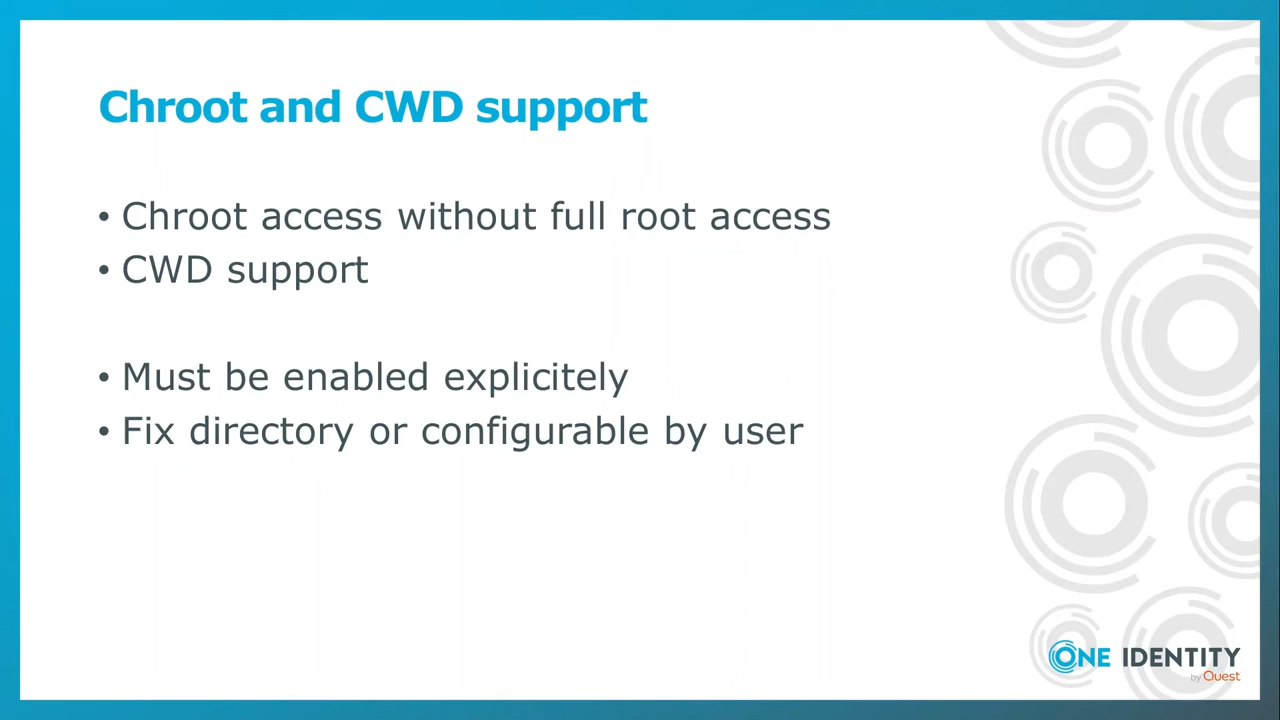 Chroot and CWD support
• Chroot access without full root access
• CWD support
• Must be enabled explicitely
• Fix directory or configurable by user
ONE IDENTITY
by Quest